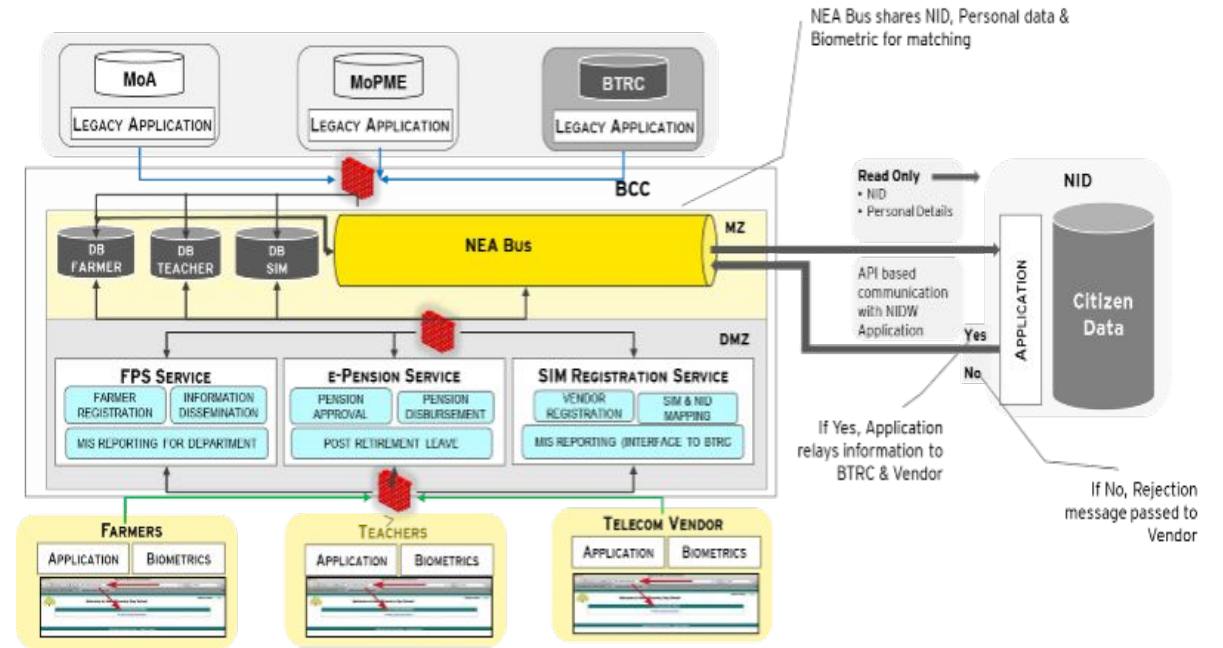 NEA Bus shares NID, Personal data &
Biometric for matching
MoA
LEGACY APPLICATION
MoPME
LEGACY APPLICATION
BTRC
LEGACY APPLICATION
BCC
Read Only
• NID
• Personal Details
NID
MZ
NEA BUS
DB
FARMER
DB
TEACHER
DB
SIM
API based
communication
with NIDW
Application
APPLICATION
Citizen
Data
Yes
No
DMZ
FPS SERVICE
FARMER
REGISTRATION
INFORMATION
DISSEMINATION
MIS REPORTING FOR DEPARTMENT
e-PENSION SERVICE
PENSION
APPROVAL
PENSION
DISBURSEMENT
POST RETIREMENT LEAVE
SIM REGISTRATION SERVICE
VENDOR
REGISTRATION
SIM & NID
MAPPING
MIS REPORTING (INTERFACE TO BTRC
If Yes, Application
relays information to
BTRC & Vendor
If No, Rejection
message passed to
Vendor
FARMERS
APPLICATION
BIOMETRICS
TEACHERS
APPLICATION
BIOMETRICS
TELECOM VENDOR
APPLICATION
BIOMETRICS